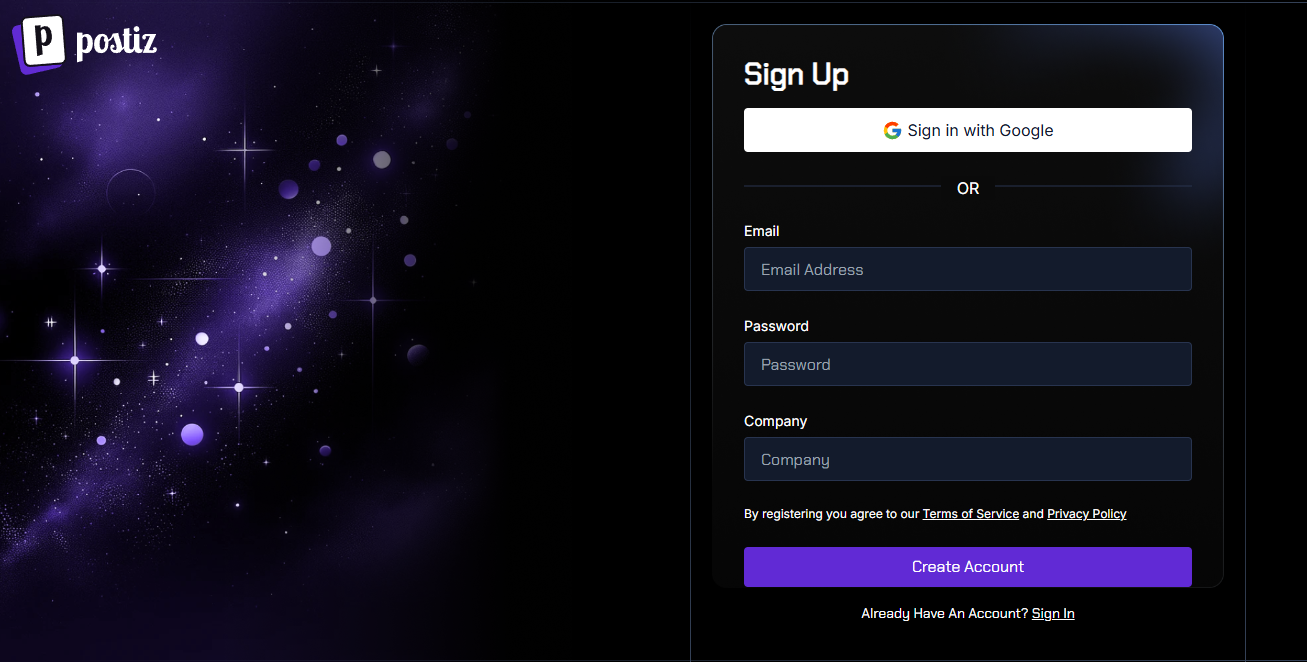 p postiz
Sign Up
Sign in with Google
OR
Email
Email Address
Password
Password
Company
Company
By registering you agree to our Terms of Service and Privacy Policy
Create Account
Already Have An Account? Sign In